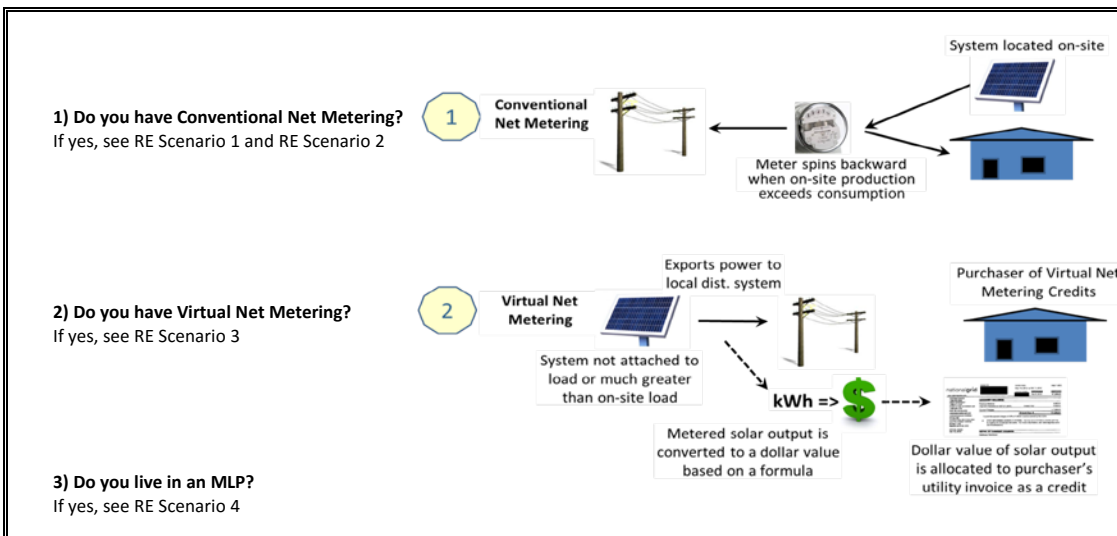 System located on-site
1) Do you have Conventional Net Metering?
If yes, see RE Scenario 1 and RE Scenario 2
1
Conventional
Net Metering
Meter spins backward
when on-site production
exceeds consumption
2) Do you have Virtual Net Metering?
If yes, see RE Scenario 3
2
Virtual Net
Metering
Exports power to
local dist. system
Purchaser of Virtual Net
Metering Credits
System not attached to
load or much greater
than on-site load
kWh => $
nationalgrid
Metered solar output is
converted to a dollar value
based on a formula
Dollar value of solar output
is allocated to purchaser's
utility invoice as a credit
3) Do you live in an MLP?
If yes, see RE Scenario 4